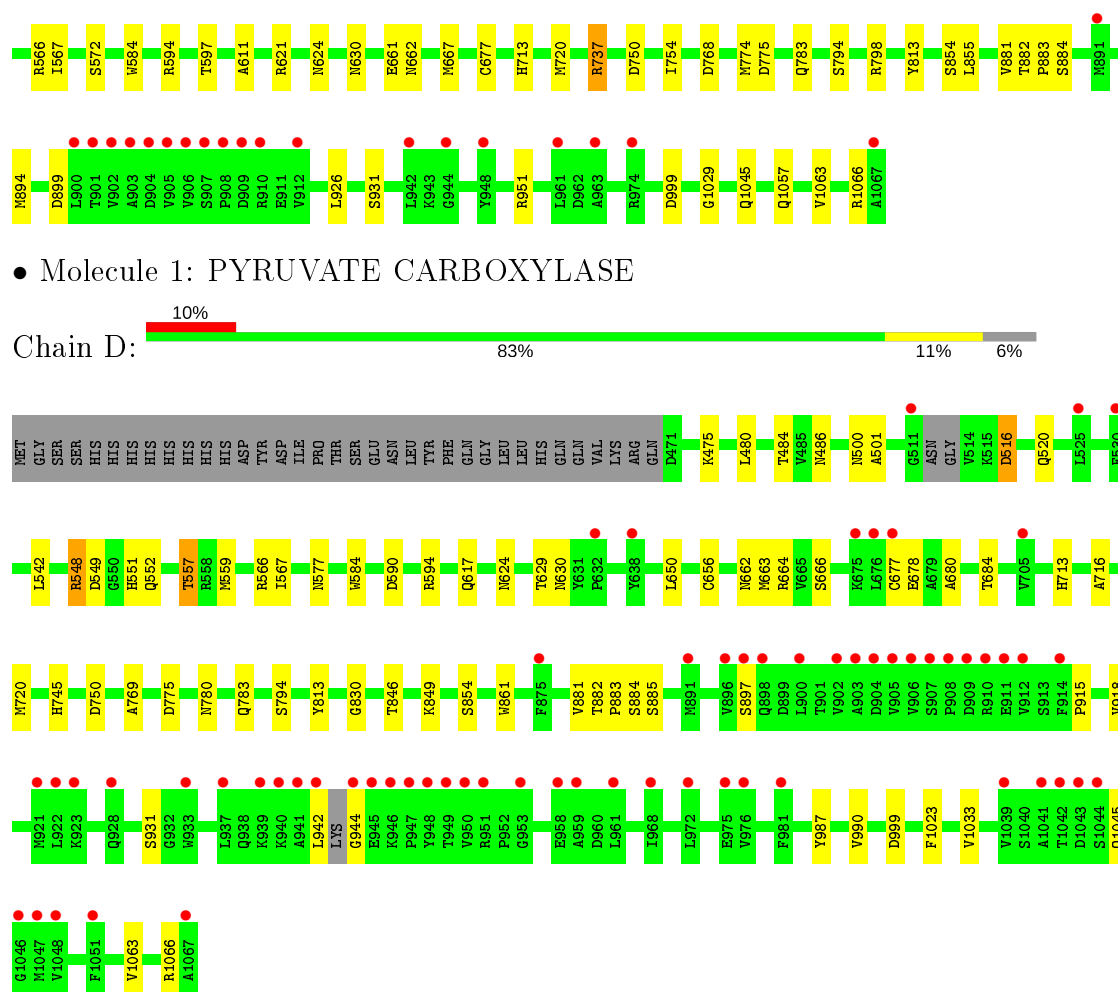 R566 I567 S572 W584 R594 T597 A611 R621 N624 N630 E661 N662 M667 C677 H713 M720 R737 D750 I754 D768 M774 D775 Q783 S794 R798 Y813 S854 L855 V881 T882 P883 S884 M891
M894 D899 L900 T901 V902 A903 D904 V905 V906 S907 P908 D909 R910 E911 V912 L926 S931 L942 K943 G944 Y948 R951 L961 D962 A963 R974 D999 G1029 Q1045 Q1057 V1063 R1066 A1067
• Molecule 1: PYRUVATE CARBOXYLASE
10%
Chain D:
83% 11% 6%
MET GLY SER SER HIS HIS HIS HIS HIS HIS HIS HIS ASP TYR ASP ILE PRO THR SER GLU ASN LEU TYR PHE GLN GLY LEU LEU HIS GLN GLN VAL LYS ARG GLN D471 K475 L480 T484 V485 N486 N500 A501 G511 ASN GLY V514 K515 D516 Q520 L525 E530
L542 R548 D549 G550 H551 Q552 T557 R558 M559 R566 I567 N577 W584 D590 R594 Q617 N624 T629 N630 Y631 P632 Y638 L650 C656 N662 M663 R664 V665 S666 K675 L676 C677 E678 A679 A680 T684 V705 H713 A716
M720 H745 D750 A769 D775 N780 Q783 S794 Y813 G830 T846 K849 S854 W861 F875 V881 T882 P883 S884 S885 M891 V896 S897 Q898 D899 L900 T901 V902 A903 D904 V905 V906 S907 P908 D909 R910 E911 V912 S913 F914 P915 V918
M921 L922 K923 Q928 S931 G932 W933 L937 Q938 K939 K940 A941 L942 LYS G944 E945 K946 P947 Y948 T949 V950 R951 P952 G953 E958 A959 D960 L961 I968 L972 E975 V976 F981 Y987 V990 D999 F1023 V1033 V1039 S1040 A1041 T1042 D1043 S1044 Q1045
G1046 M1047 V1048 F1051 V1063 R1066 A1067